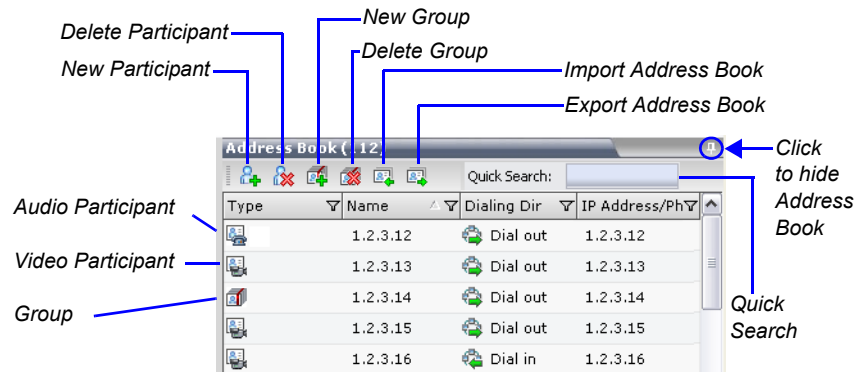 New Group
Delete Participant
Delete Group
New Participant
Import Address Book
Export Address Book
Address Book (112)
Click
to hide
Address
Book
Quick Search:
Type Name Dialing Dir IP Address/Ph
Audio Participant
1.2.3.12 Dial out 1.2.3.12
Video Participant
1.2.3.13 Dial out 1.2.3.13
Group
1.2.3.14 Dial out 1.2.3.14
Quick
Search
1.2.3.15 Dial out 1.2.3.15
1.2.3.16 Dial in 1.2.3.16